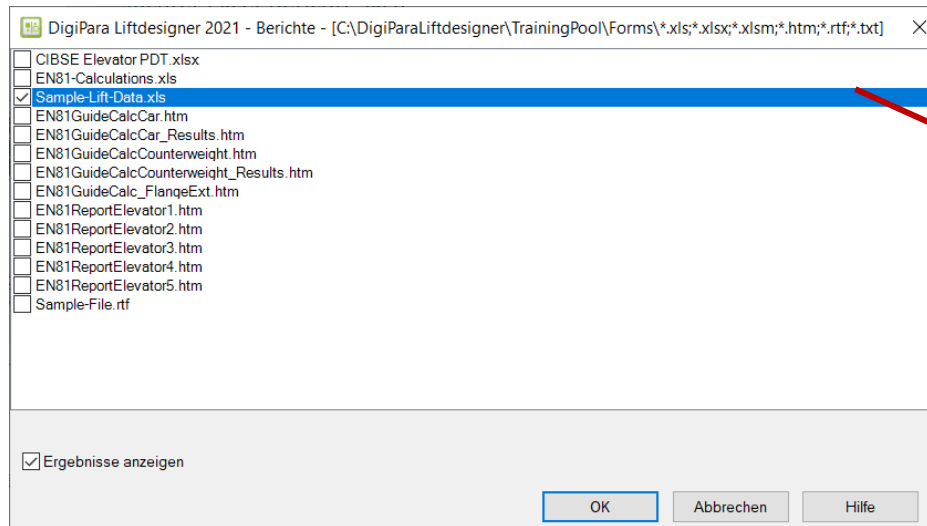 DigiPara Liftdesigner 2021 - Berichte - [C:\DigiParaLiftdesigner\TrainingPool\Forms\*.xls;*.xlsx;*.xlsm;*.htm;*.rtf;*.txt]
CIBSE Elevator PDT.xlsx
EN81-Calculations.xls
Sample-Lift-Data.xls
EN81GuideCalcCar.htm
EN81GuideCalcCar_Results.htm
EN81GuideCalcCounterweight.htm
EN81GuideCalcCounterweight_Results.htm
EN81GuideCalc_FlangeExt.htm
EN81ReportElevator1.htm
EN81ReportElevator2.htm
EN81ReportElevator3.htm
EN81ReportElevator4.htm
EN81ReportElevator5.htm
Sample-File.rtf
Ergebnisse anzeigen
OK Abbrechen Hilfe